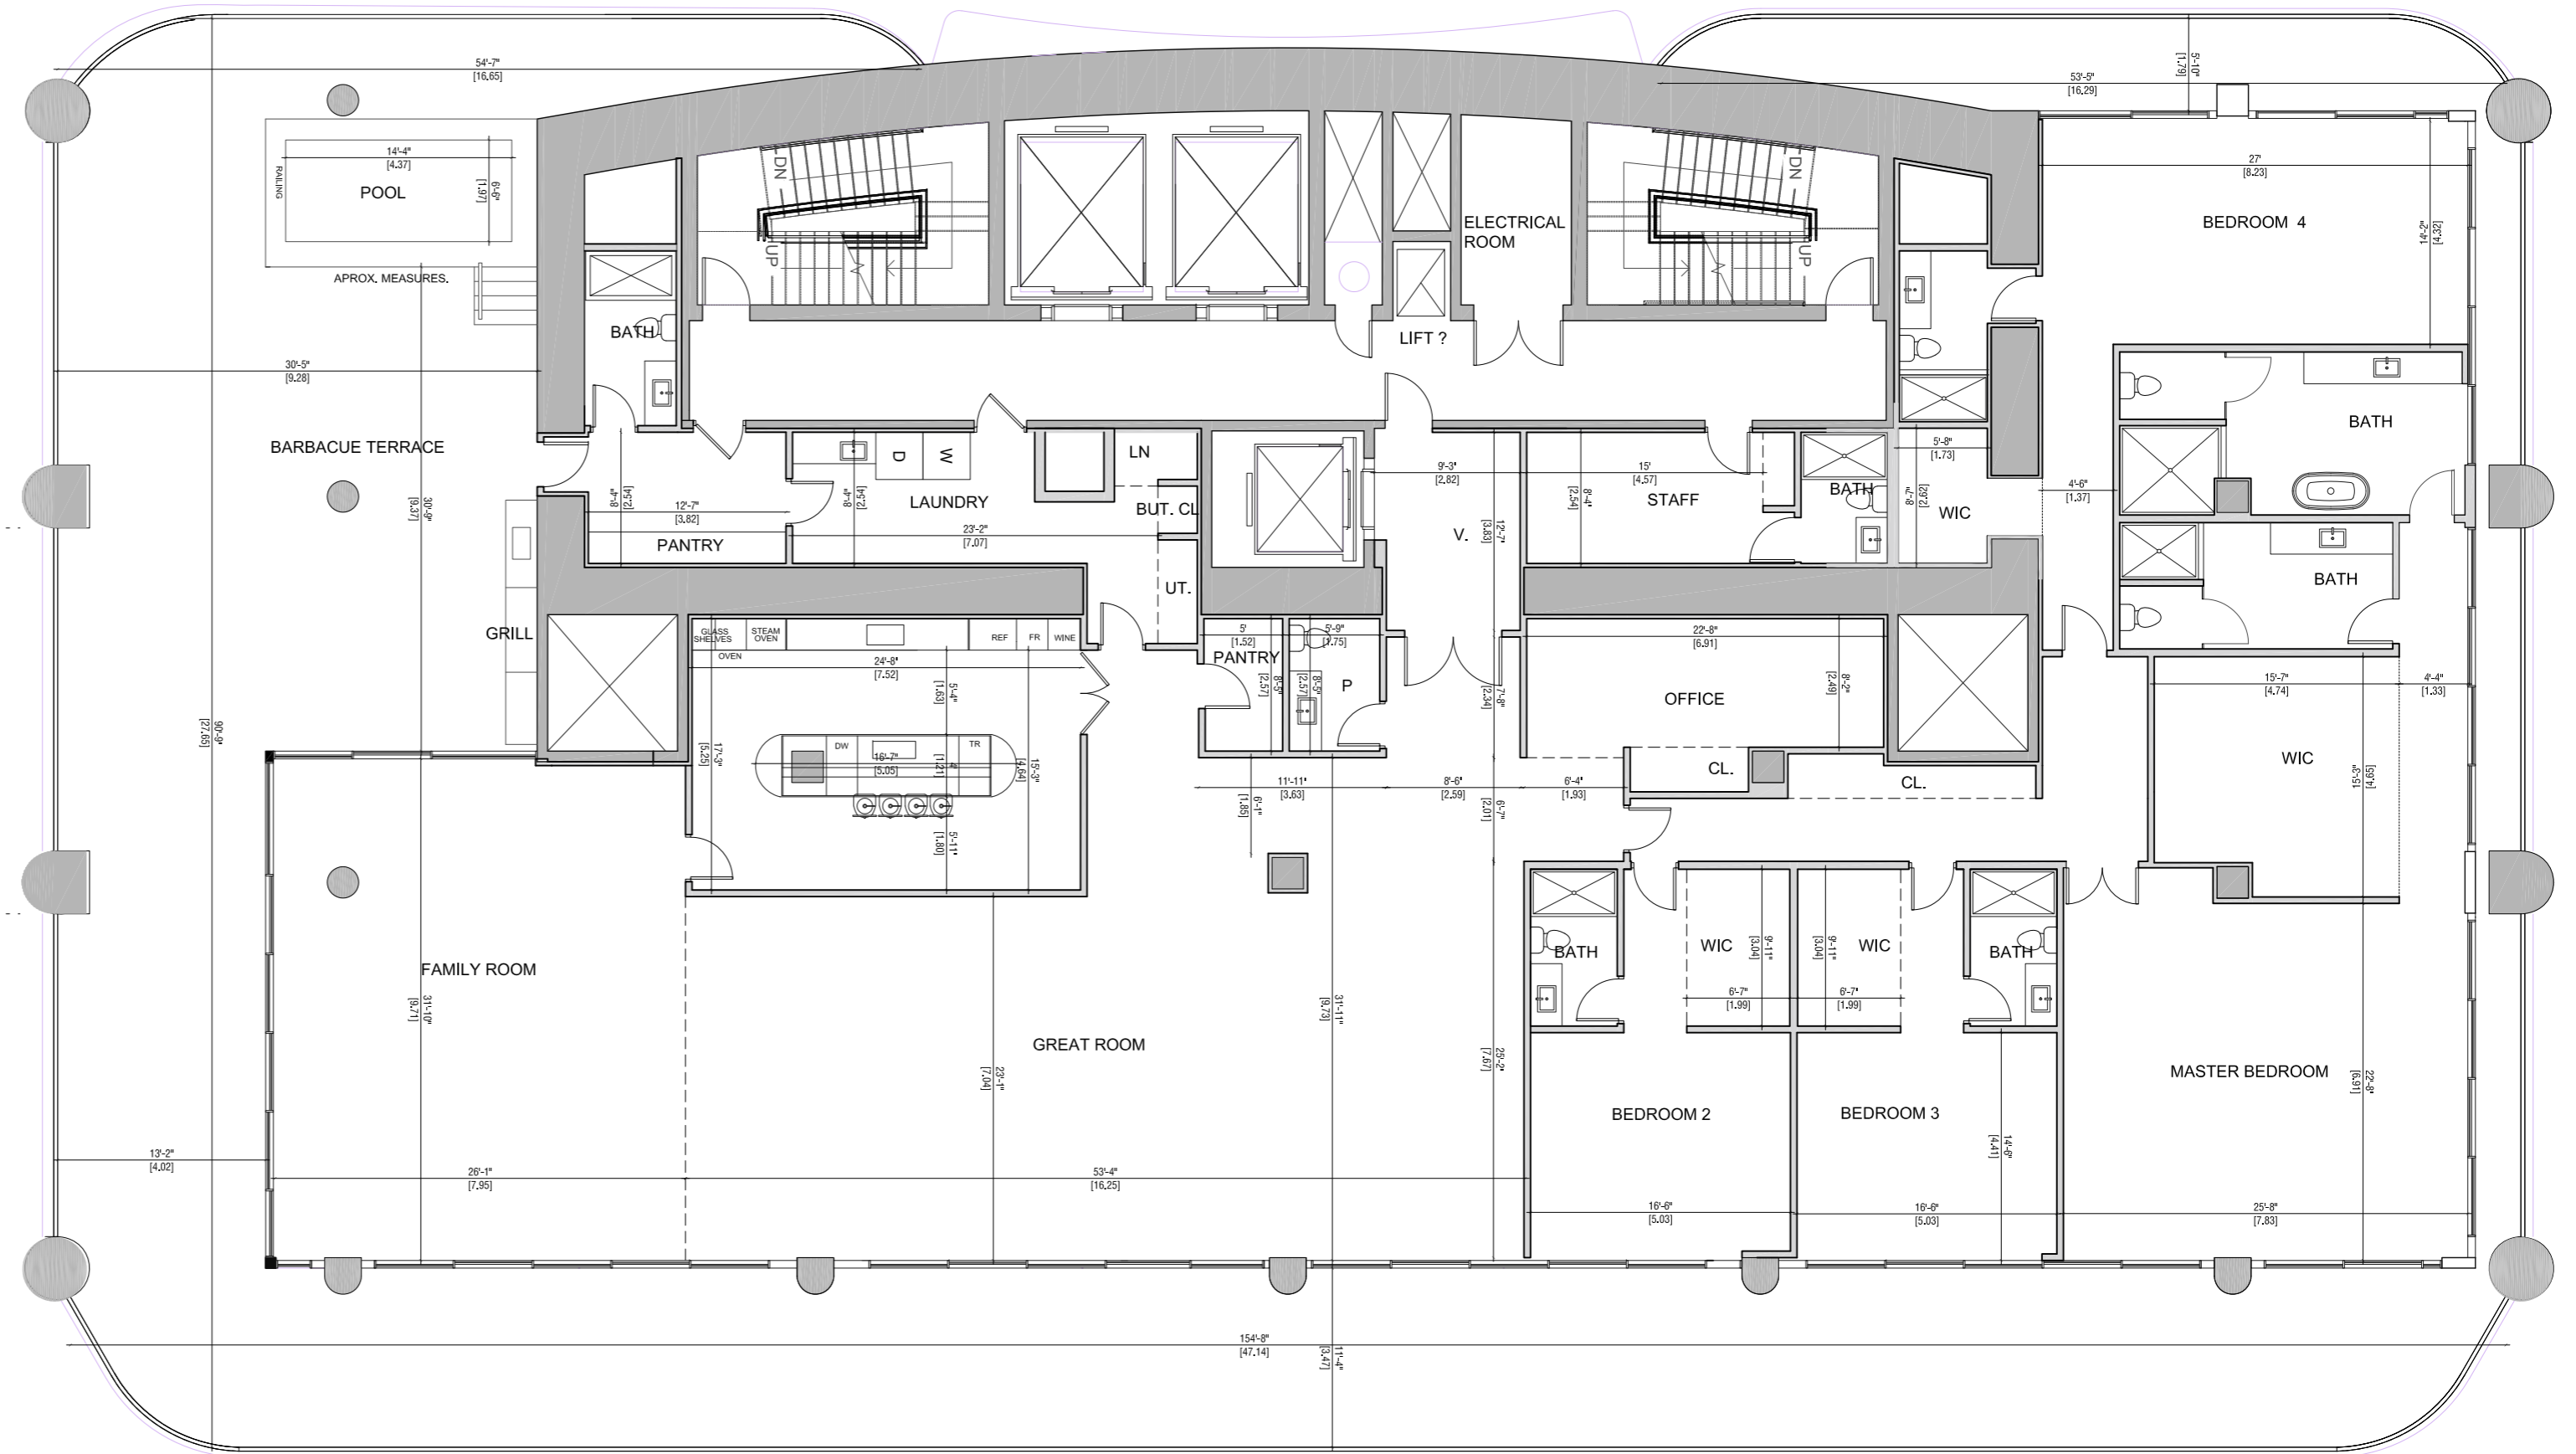 54'-7"
[16.65]
5'-10"
[1.79]
53'-5"
[16.29]
14'-4"
[4.37]
RAILING
POOL
6'-6"
[1.97]
APROX. MEASURES.
DN
UP
ELECTRICAL
ROOM
DN
UP
27'
[8.23]
BEDROOM 4
14'-2"
[4.32]
BATH
LIFT ?
30'-5"
[9.28]
BARBACUE TERRACE
30'-9"
[9.37]
8'-4"
[2.54]
12'-7"
[3.82]
PANTRY
8'-4"
[2.54]
D
W
LAUNDRY
23'-2"
[7.07]
LN
BUT. CL
UT.
9'-3"
[2.82]
V.
12'-7"
[3.83]
15'
[4.57]
STAFF
8'-4"
[2.54]
BATH
5'-8"
[1.73]
8'-7"
[2.62]
WIC
4'-6"
[1.37]
BATH
BATH
GRILL
GLASS
SHELVES
STEAM
OVEN
OVEN
REF
FR
WINE
24'-8"
[7.52]
5'-4"
[1.63]
5'
[1.52]
PANTRY
8'-5"
[2.57]
5'-9"
[1.75]
8'-5"
[2.57]
P
7'-8"
[2.34]
22'-8"
[6.91]
OFFICE
8'-2"
[2.49]
15'-7"
[4.74]
4'-4"
[1.33]
WIC
15'-3"
[4.65]
90'-9"
[27.65]
17'-3"
[5.25]
DW
TR
16'-7"
[5.05]
[1.21]
15'-3"
[4.64]
5'-11"
[1.80]
11'-11"
[3.63]
6'-1"
[1.85]
8'-6"
[2.59]
6'-4"
[1.93]
6'-7"
[2.01]
CL.
CL.
FAMILY ROOM
31'-10"
[9.71]
GREAT ROOM
23'-1"
[7.04]
31'-11"
[9.73]
25'-2"
[7.67]
BATH
WIC
9'-11"
[3.04]
6'-7"
[1.99]
9'-11"
[3.04]
WIC
6'-7"
[1.99]
BATH
BEDROOM 2
BEDROOM 3
14'-6"
[4.41]
MASTER BEDROOM
22'-8"
[6.91]
13'-2"
[4.02]
26'-1"
[7.95]
53'-4"
[16.25]
16'-6"
[5.03]
16'-6"
[5.03]
25'-8"
[7.83]
154'-8"
[47.14]
11'-4"
[3.47]